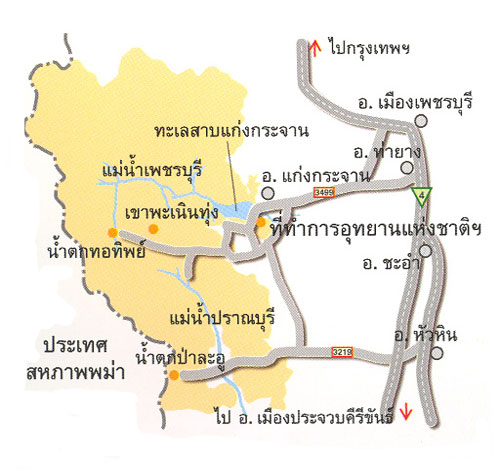 ไปกรุงเทพฯ
อ. เมืองเพชรบุรี
ทะเลสาบแก่งกระจาน
อ. ท่ายาง
แม่น้ำเพชรบุรี
อ. แก่งกระจาน
3499
4
เขาพะเนินทุ่ง
ที่ทำการอุทยานแห่งชาติฯ
น้ำตกทอทิพย์
อ. ชะอำ
แม่น้ำปราณบุรี
อ. หัวหิน
ประเทศ
สหภาพพม่า
น้ำตกป่าละอู
3219
ไป อ. เมืองประจวบคีรีขันธ์